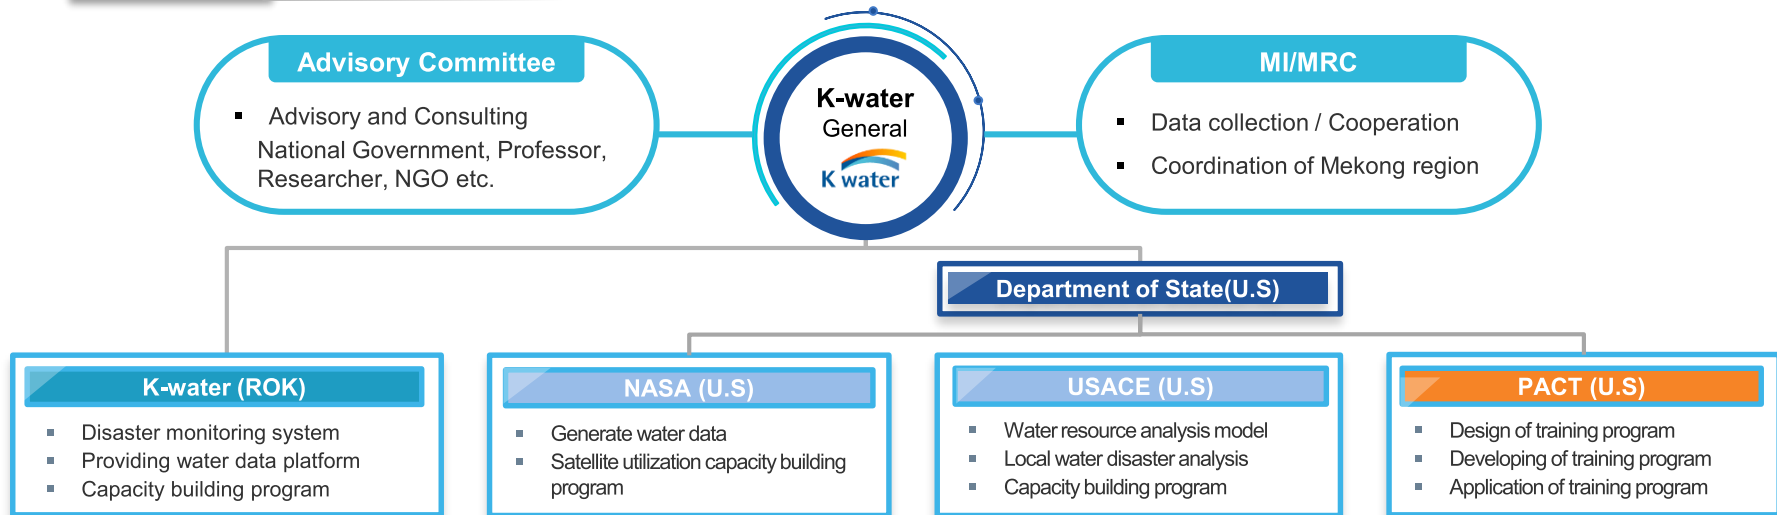 Advisory Committee
▪ Advisory and Consulting
National Government, Professor,
Researcher, NGO etc.
K-water
General
K water
MI/MRC
▪ Data collection / Cooperation
▪ Coordination of Mekong region
Department of State(U.S)
K-water (ROK)
▪ Disaster monitoring system
▪ Providing water data platform
▪ Capacity building program
NASA (U.S)
▪ Generate water data
▪ Satellite utilization capacity building
program
USACE (U.S)
▪ Water resource analysis model
▪ Local water disaster analysis
▪ Capacity building program
PACT (U.S)
▪ Design of training program
▪ Developing of training program
▪ Application of training program